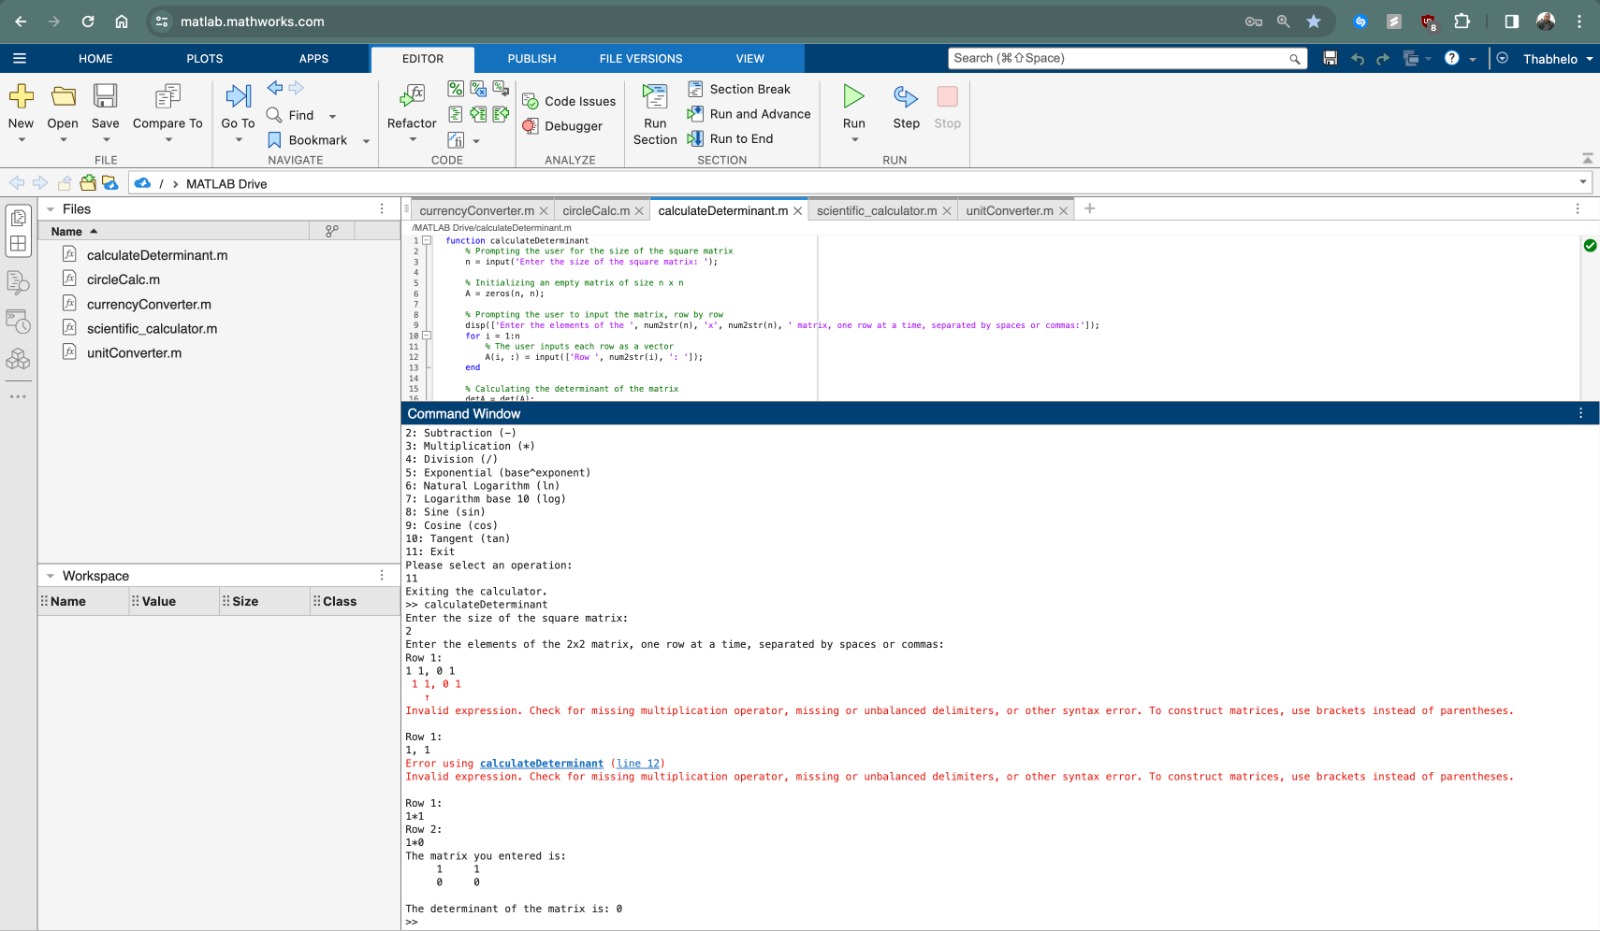 matlab.mathworks.com
8
HOME
PLOTS
APPS
EDITOR
PUBLISH
FILE VERSIONS
VIEW
Search (⌘⇧Space)
Thabhelo
New
Open
Save
Compare To
Go To
Find
Bookmark
Refactor
Code Issues
Debugger
Run
Section
Section Break
Run and Advance
Run to End
Run
Step
Stop
FILE
NAVIGATE
CODE
ANALYZE
SECTION
RUN
/ > MATLAB Drive
Files
Name
calculateDeterminant.m
circleCalc.m
currencyConverter.m
scientific_calculator.m
unitConverter.m
Workspace
Name
Value
Size
Class
currencyConverter.m
circleCalc.m
calculateDeterminant.m
scientific_calculator.m
unitConverter.m
/MATLAB Drive/calculateDeterminant.m
1 function calculateDeterminant
2 % Prompting the user for the size of the square matrix
3 n = input('Enter the size of the square matrix: ');
4
5 % Initializing an empty matrix of size n x n
6 A = zeros(n, n);
7
8 % Prompting the user to input the matrix, row by row
9 disp(['Enter the elements of the ', num2str(n), 'x', num2str(n), ' matrix, one row at a time, separated by spaces or commas:']);
10 for i = 1:n
11 % The user inputs each row as a vector
12 A(i, :) = input(['Row ', num2str(i), ': ']);
13 end
14
15 % Calculating the determinant of the matrix
16 detA = det(A);
Command Window
2: Subtraction (-)
3: Multiplication (*)
4: Division (/)
5: Exponential (base^exponent)
6: Natural Logarithm (ln)
7: Logarithm base 10 (log)
8: Sine (sin)
9: Cosine (cos)
10: Tangent (tan)
11: Exit
Please select an operation:
11
Exiting the calculator.
>> calculateDeterminant
Enter the size of the square matrix:
2
Enter the elements of the 2x2 matrix, one row at a time, separated by spaces or commas:
Row 1:
1 1, 0 1
1 1, 0 1
↑
Invalid expression. Check for missing multiplication operator, missing or unbalanced delimiters, or other syntax error. To construct matrices, use brackets instead of parentheses.
Row 1:
1, 1
Error using calculateDeterminant (line 12)
Invalid expression. Check for missing multiplication operator, missing or unbalanced delimiters, or other syntax error. To construct matrices, use brackets instead of parentheses.
Row 1:
1*1
Row 2:
1*0
The matrix you entered is:
1 1
0 0
The determinant of the matrix is: 0
>>